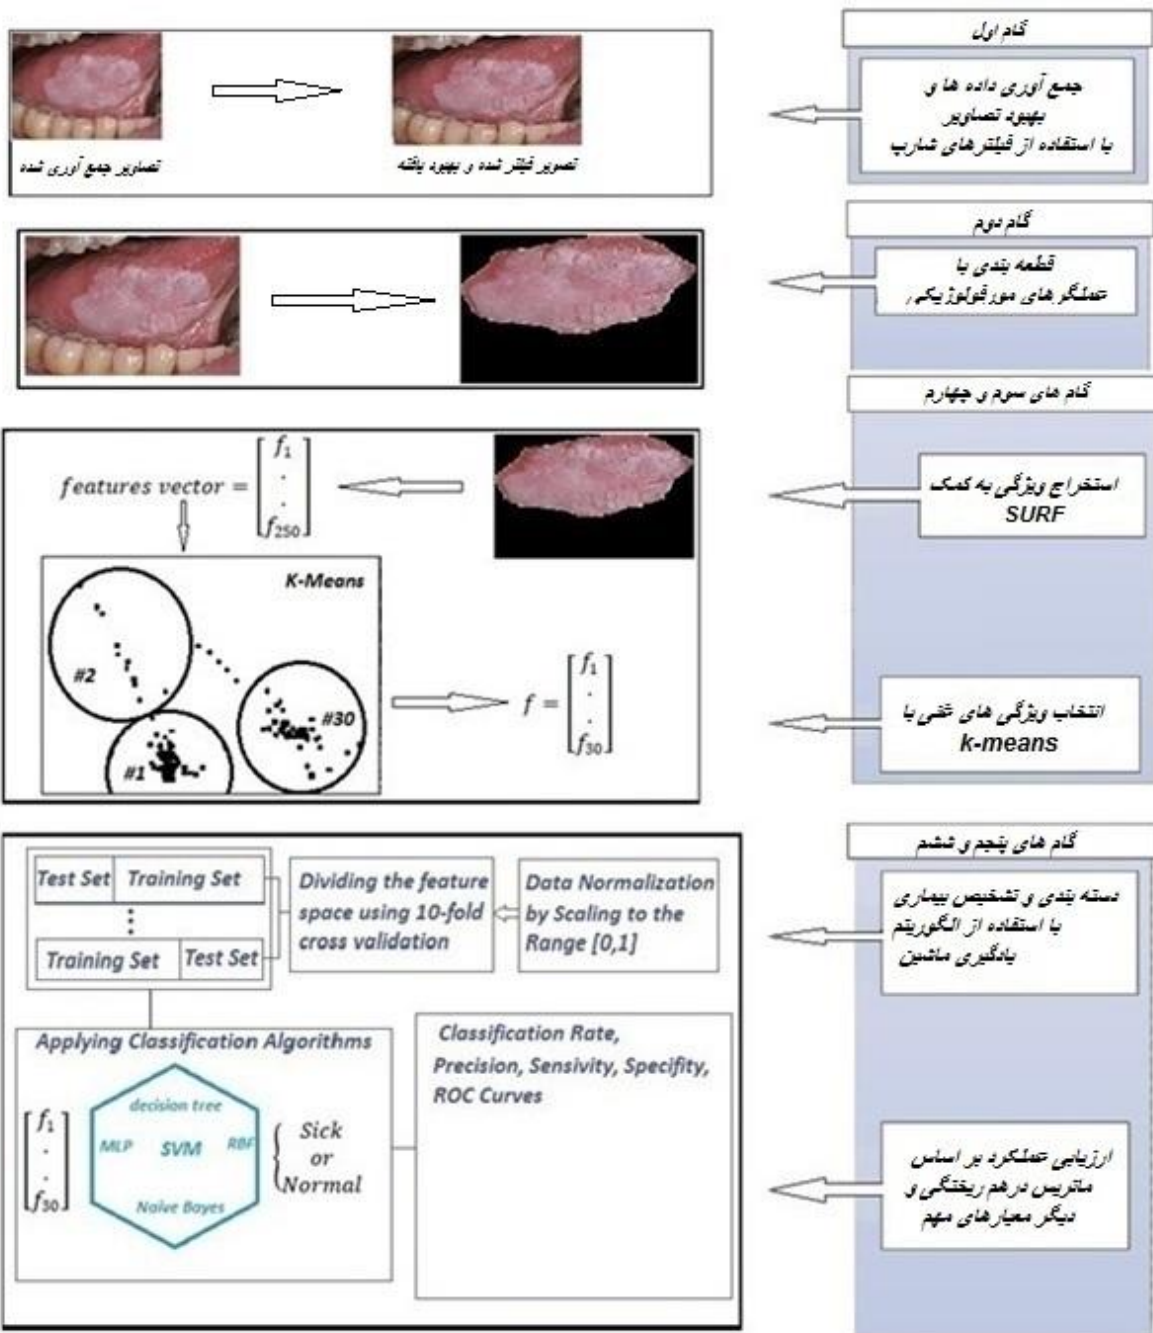 گام اول
جمع آوری داده ها و
بهبود تصاویر
با استفاده از فیلترهای شارپ
تصاویر جمع آوری شده
تصویر فیلتر شده و بهبود یافته
گام دوم
قطعه بندی با
عملگرهای مورفولوژیکی
گام های سوم و چهارم
استخراج ویژگی به کمک
SURF
features vector =
f1
.
.
f250
K-Means
#2
#1
#30
f =
f1
.
.
f30
انتخاب ویژگی های غنی با
k-means
گام های پنجم و ششم
دسته بندی و تشخیص بیماری
با استفاده از الگوریتم
یادگیری ماشین
Data Normalization
by Scaling to the
Range [0,1]
Dividing the feature
space using 10-fold
cross validation
Test Set Training Set
Training Set Test Set
Applying Classification Algorithms
f1
.
.
f30
decision tree
MLP SVM RBF
Naïve Bayes
Sick
or
Normal
Classification Rate,
Precision, Sensivity, Specifity,
ROC Curves
ارزیابی عملکرد بر اساس
ماتریس درهم ریختگی و
دیگر معیارهای مهم